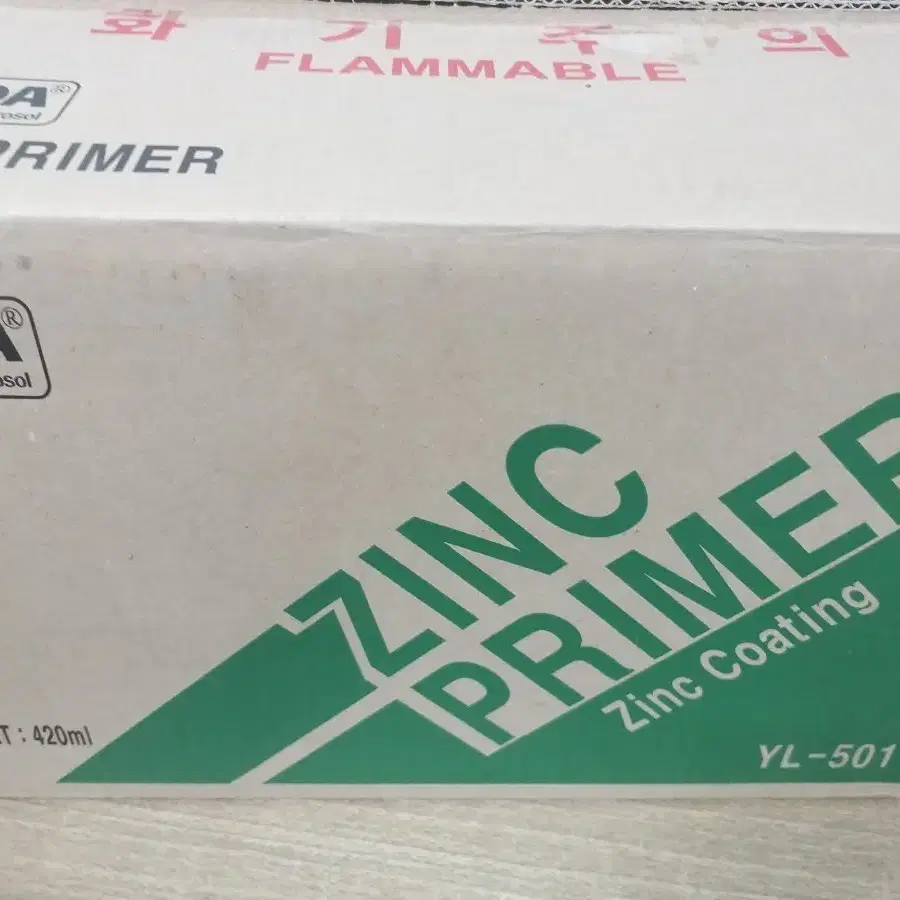 화 기 주 의
FLAMMABLE
PRIMER
®
ZINC
PRIMER
Zinc Coating
: 420ml
YL-501